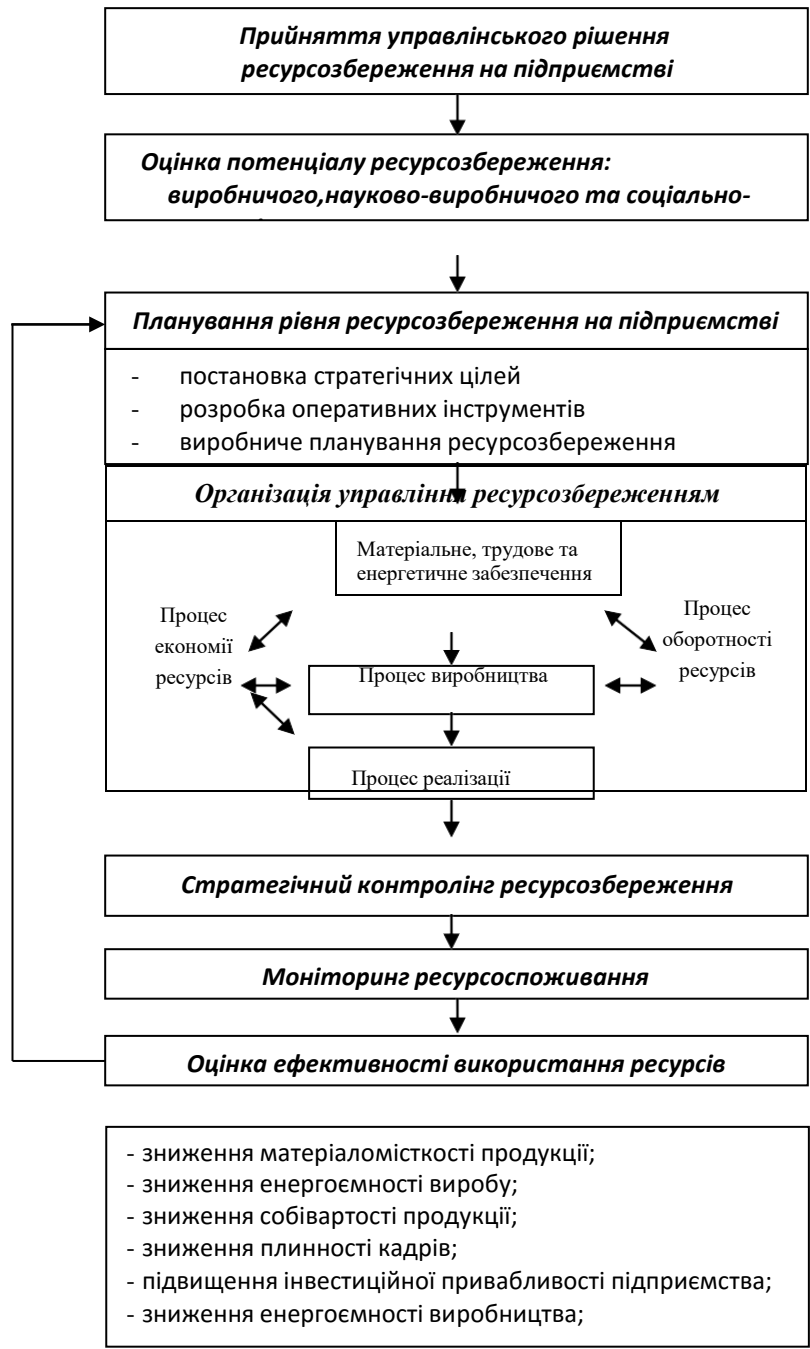 Прийняття управлінського рішення
ресурсозбереження на підприємстві
Оцінка потенціалу ресурсозбереження:
виробничого,науково-виробничого та соціально-
Планування рівня ресурсозбереження на підприємстві
- постановка стратегічних цілей
- розробка оперативних інструментів
- виробниче планування ресурсозбереження
Організація управління ресурсозбереженням
Матеріальне, трудове та
енергетичне забезпечення
Процес
економії
ресурсів
Процес
оборотності
ресурсів
Процес виробництва
Процес реалізації
Стратегічний контролінг ресурсозбереження
Моніторинг ресурсоспоживання
Оцінка ефективності використання ресурсів
- зниження матеріаломісткості продукції;
- зниження енергоємності виробу;
- зниження собівартості продукції;
- зниження плинності кадрів;
- підвищення інвестиційної привабливості підприємства;
- зниження енергоємності виробництва;